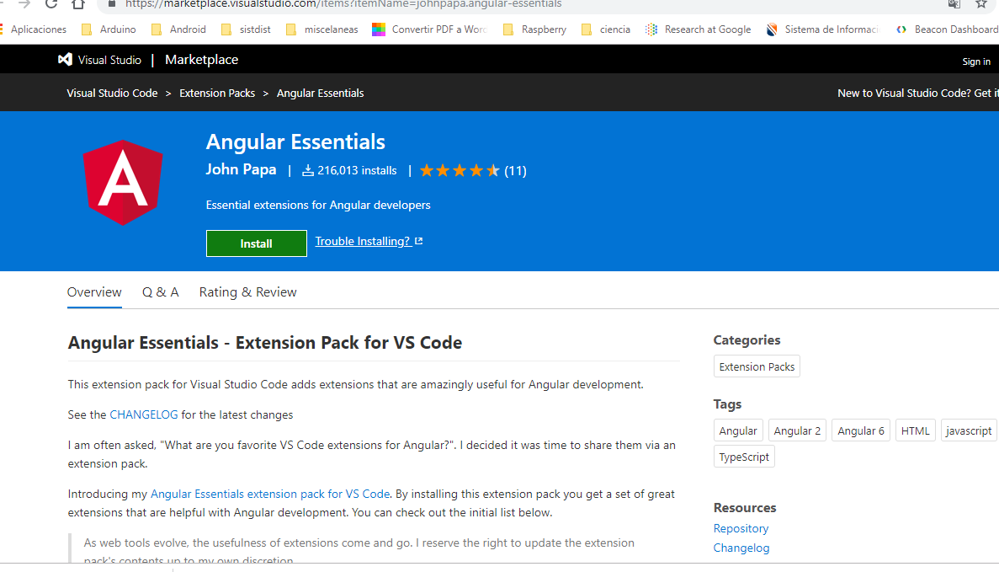 https://marketplace.visualstudio.com/items?itemName=johnpapa.angular-essentials
Aplicaciones Arduino Android sistdist miscelaneas Convertir PDF a Wor Raspberry ciencia Research at Google Sistema de Informaci Beacon Dashboard
Visual Studio | Marketplace
Sign in
Visual Studio Code > Extension Packs > Angular Essentials
New to Visual Studio Code? Get it
Angular Essentials
John Papa | 216,013 installs | (11)
Essential extensions for Angular developers
Install Trouble Installing?
Overview Q & A Rating & Review
Angular Essentials - Extension Pack for VS Code
This extension pack for Visual Studio Code adds extensions that are amazingly useful for Angular development.
See the CHANGELOG for the latest changes
I am often asked, "What are you favorite VS Code extensions for Angular?". I decided it was time to share them via an
extension pack.
Introducing my Angular Essentials extension pack for VS Code. By installing this extension pack you get a set of great
extensions that are helpful with Angular development. You can check out the initial list below.
As web tools evolve, the usefulness of extensions come and go. I reserve the right to update the extension
pack's contents up to my own discretion
Categories
Extension Packs
Tags
Angular Angular 2 Angular 6 HTML javascript
TypeScript
Resources
Repository
Changelog